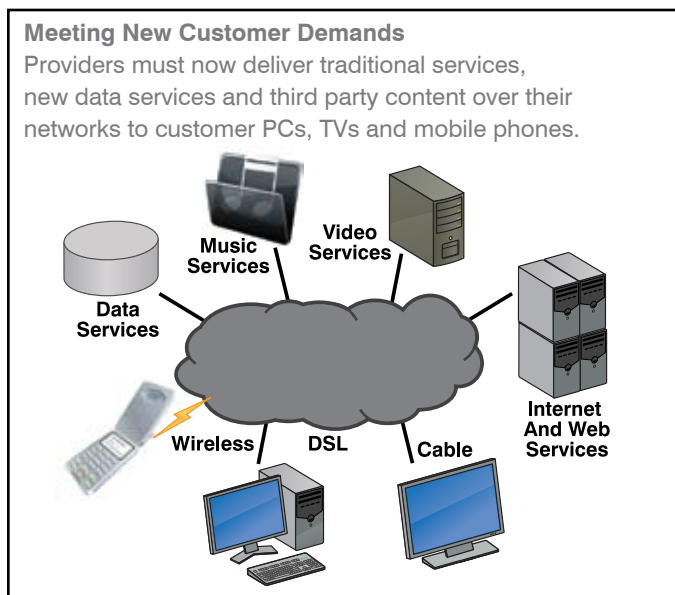 Meeting New Customer Demands
Providers must now deliver traditional services,
new data services and third party content over their
networks to customer PCs, TVs and mobile phones.
Music
Services
Video
Services
Data
Services
Internet
And Web
Services
Wireless
DSL
Cable